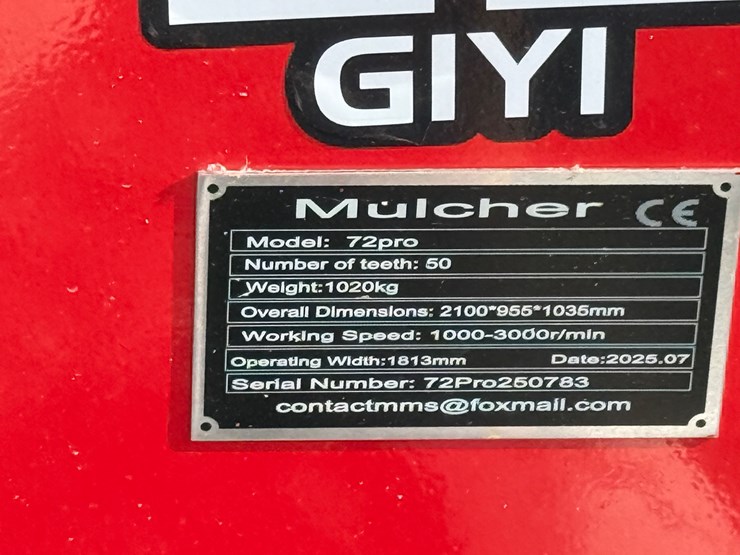 GIYI
Mulcher CE
Model: 72pro
Number of teeth: 50
Weight:1020kg
Overall Dimensions: 2100*955*1035mm
Working Speed: 1000-3000r/min
Operating Width:1813mm Date:2025.07
Serial Number: 72Pro250783
contactmms@foxmail.com